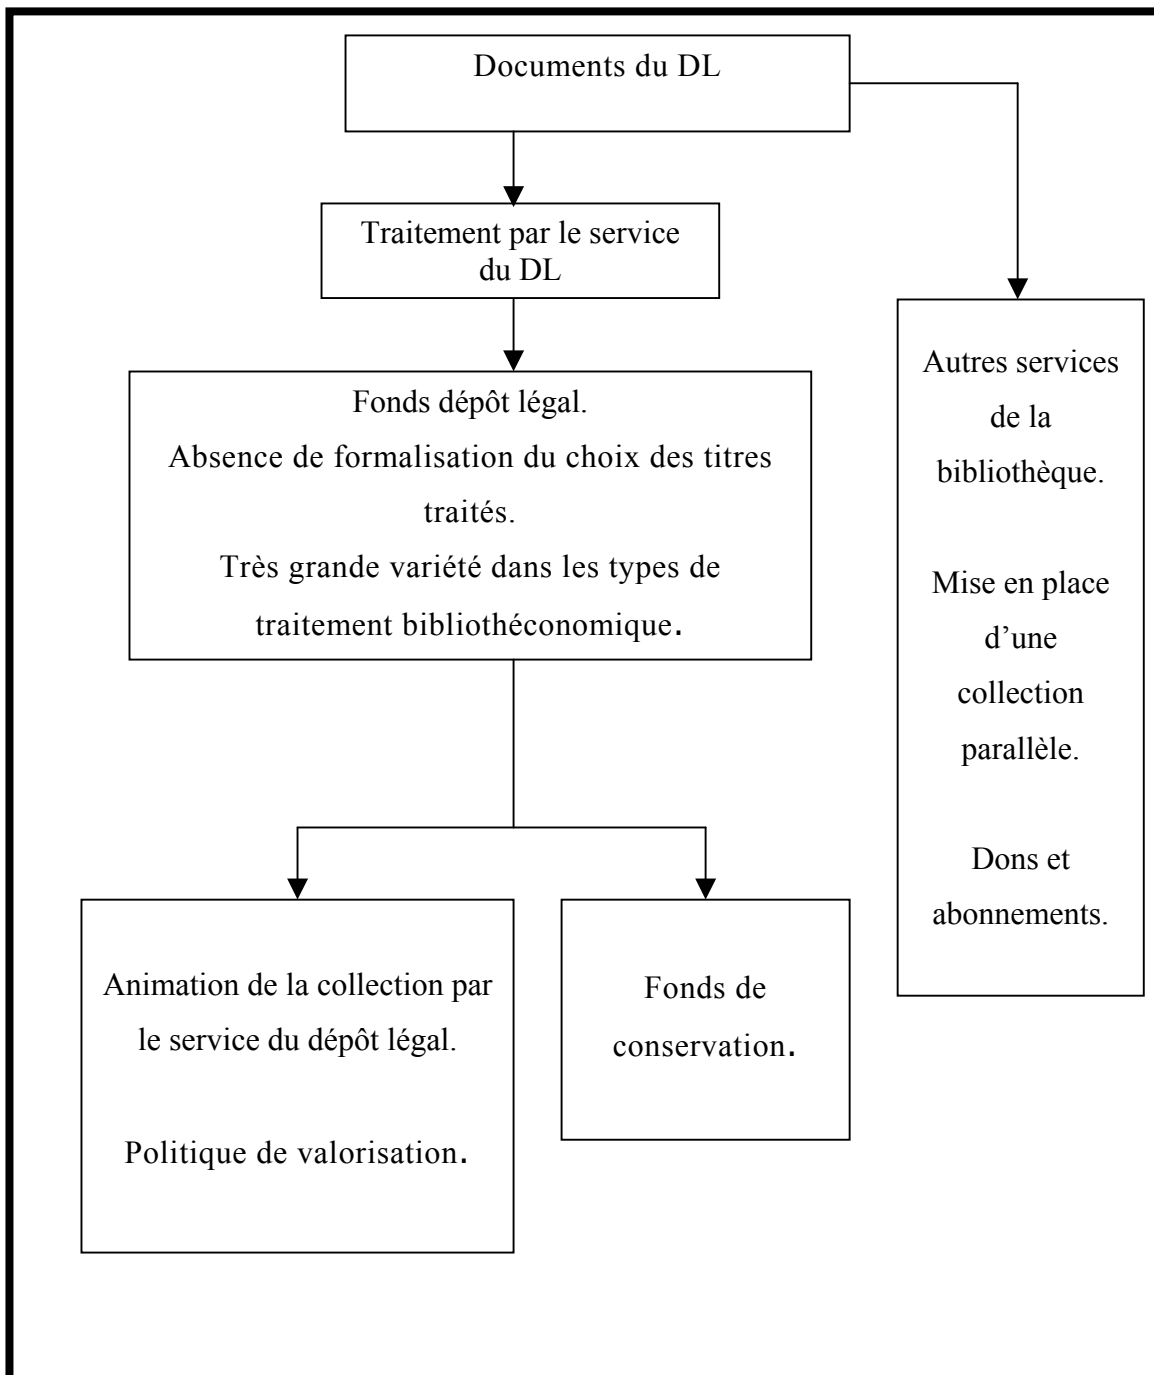 Documents du DL
Traitement par le service
du DL
Fonds dépôt légal.
Absence de formalisation du choix des titres
traités.
Très grande variété dans les types de
traitement bibliothéconomique.
Autres services
de la
bibliothèque.
Mise en place
d’une
collection
parallèle.
Dons et
abonnements.
Animation de la collection par
le service du dépôt légal.
Politique de valorisation.
Fonds de
conservation.